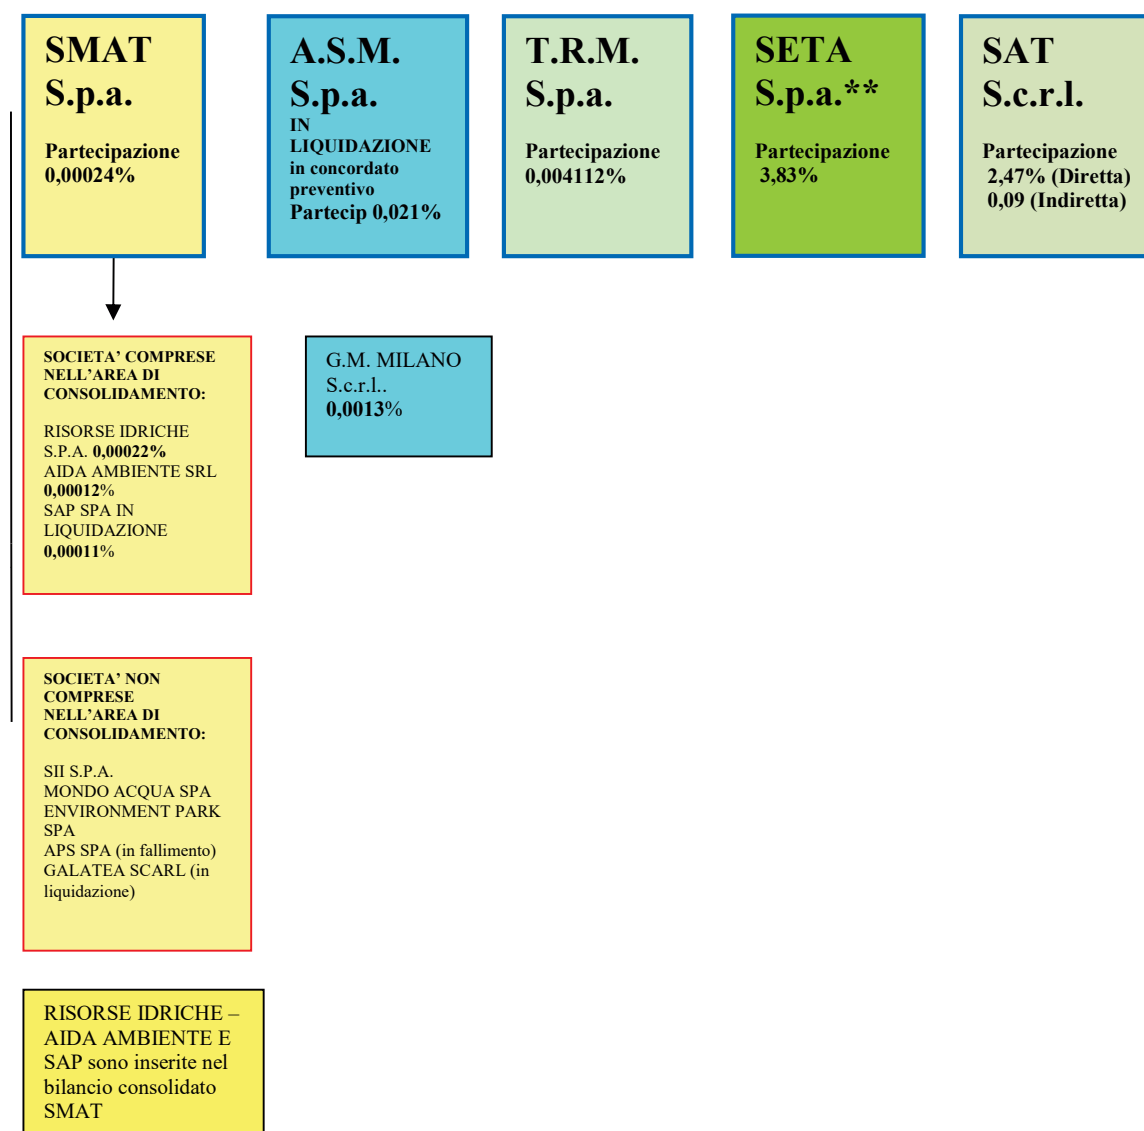 SMAT
S.p.a.
Partecipazione
0,00024%
A.S.M.
S.p.a.
IN
LIQUIDAZIONE
in concordato
preventivo
Partecip 0,021%
T.R.M.
S.p.a.
Partecipazione
0,004112%
SETA
S.p.a.**
Partecipazione
3,83%
SAT
S.c.r.l.
Partecipazione
2,47% (Diretta)
0,09 (Indiretta)
SOCIETA’ COMPRESE
NELL’AREA DI
CONSOLIDAMENTO:
RISORSE IDRICHE
S.P.A. 0,00022%
AIDA AMBIENTE SRL
0,00012%
SAP SPA IN
LIQUIDAZIONE
0,00011%
G.M. MILANO
S.c.r.l..
0,0013%
SOCIETA’ NON
COMPRESE
NELL’AREA DI
CONSOLIDAMENTO:
SII S.P.A.
MONDO ACQUA SPA
ENVIRONMENT PARK
SPA
APS SPA (in fallimento)
GALATEA SCARL (in
liquidazione)
RISORSE IDRICHE –
AIDA AMBIENTE E
SAP sono inserite nel
bilancio consolidato
SMAT